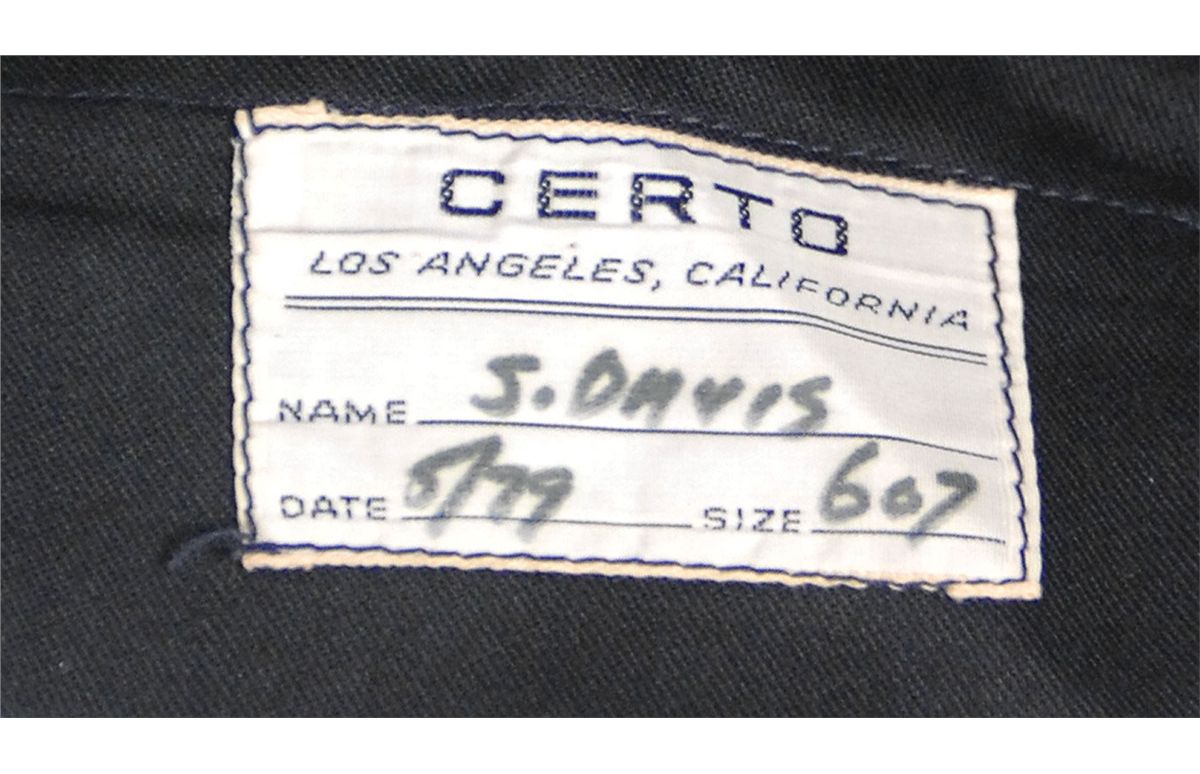 CERTO
LOS ANGELES, CALIFORNIA
NAME S. DAVIS
DATE 5/79 SIZE 607